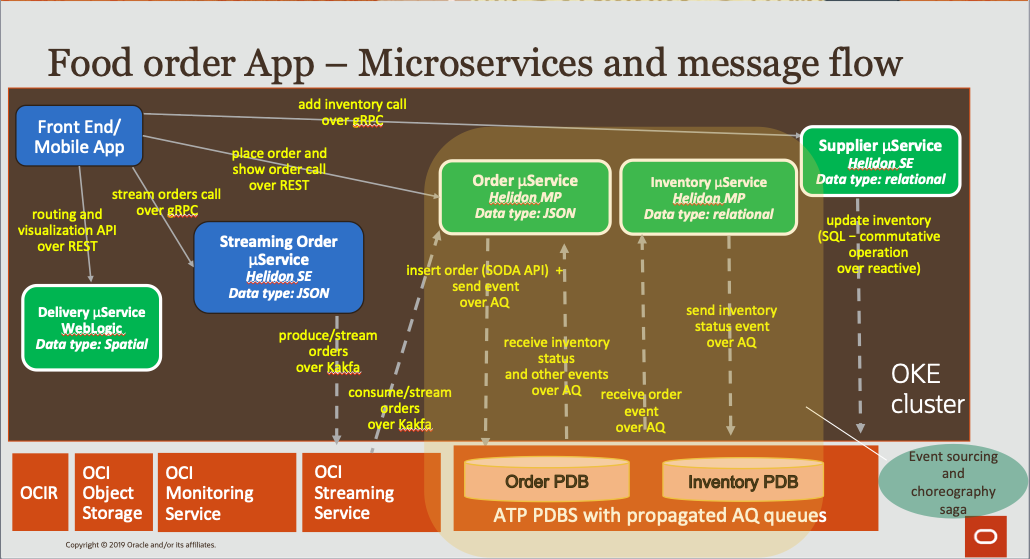 Food order App – Microservices and message flow
add inventory call
over gRPC
Front End/
Mobile App
place order and
show order call
over REST
Supplier µService
Helidon SE
Data type: relational
Order µService
Helidon MP
Data type: JSON
Inventory µService
Helidon MP
Data type: relational
stream orders call
over gRPC
routing and
visualization API
over REST
Streaming Order
µService
Helidon SE
Data type: JSON
update inventory
(SQL – commutative
operation
over reactive)
insert order (SODA API) +
send event
over AQ
Delivery µService
WebLogic
Data type: Spatial
produce/stream
orders
over Kakfa
receive inventory
status
and other events
over AQ
send inventory
status event
over AQ
consume/stream
orders
over Kakfa
receive order
event
over AQ
OKE
cluster
OCIR
OCI
Object
Storage
OCI
Monitoring
Service
OCI
Streaming
Service
Order PDB
Inventory PDB
ATP PDBS with propagated AQ queues
Event sourcing
and
choreography
saga
Copyright © 2019 Oracle and/or its affiliates.